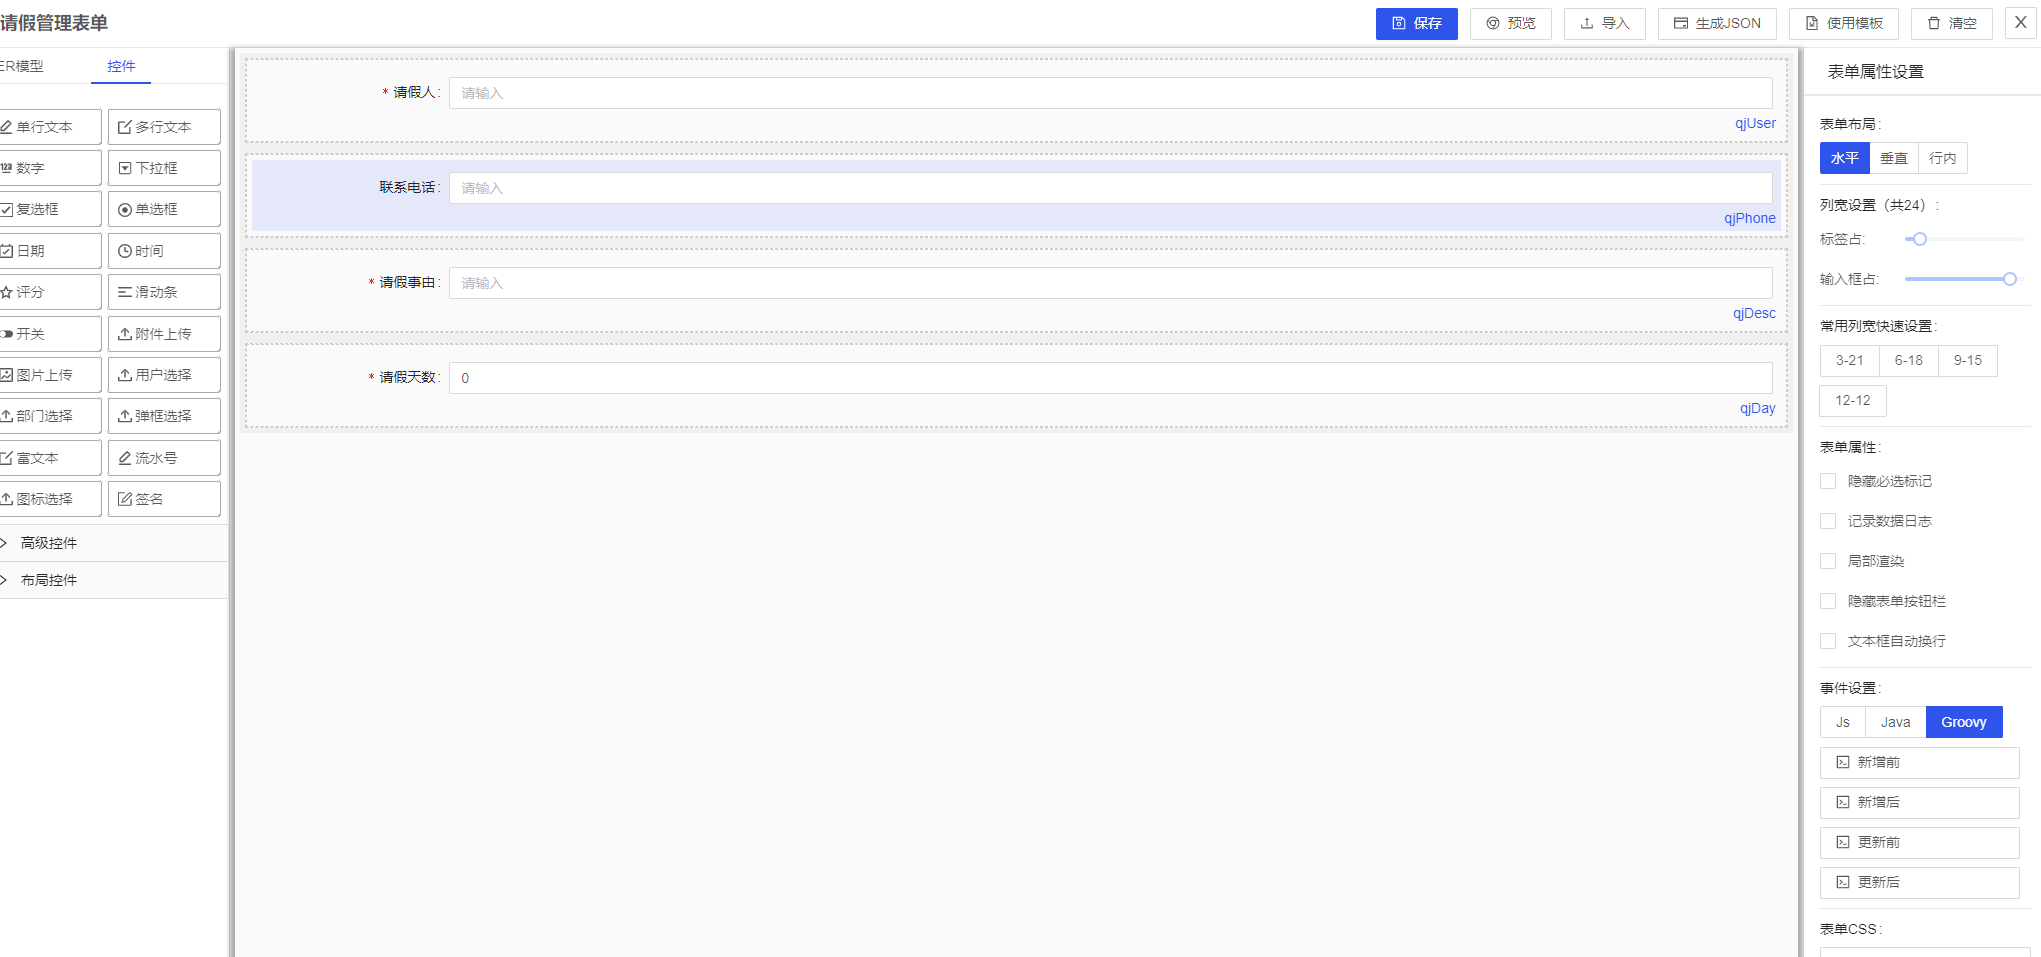 请假管理表单
保存
预览
导入
生成JSON
使用模板
清空
X
ER模型
控件
单行文本
多行文本
数字
下拉框
复选框
单选框
日期
时间
评分
滑动条
开关
附件上传
图片上传
用户选择
部门选择
弹框选择
富文本
流水号
图标选择
签名
高级控件
布局控件
* 请假人:
请输入
qjUser
联系电话:
请输入
qjPhone
* 请假事由:
请输入
qjDesc
* 请假天数:
0
qjDay
表单属性设置
表单布局:
水平
垂直
行内
列宽设置（共24）:
标签占:
输入框占:
常用列宽快速设置:
3-21
6-18
9-15
12-12
表单属性:
隐藏必选标记
记录数据日志
局部渲染
隐藏表单按钮栏
文本框自动换行
事件设置:
Js
Java
Groovy
新增前
新增后
更新前
更新后
表单CSS: